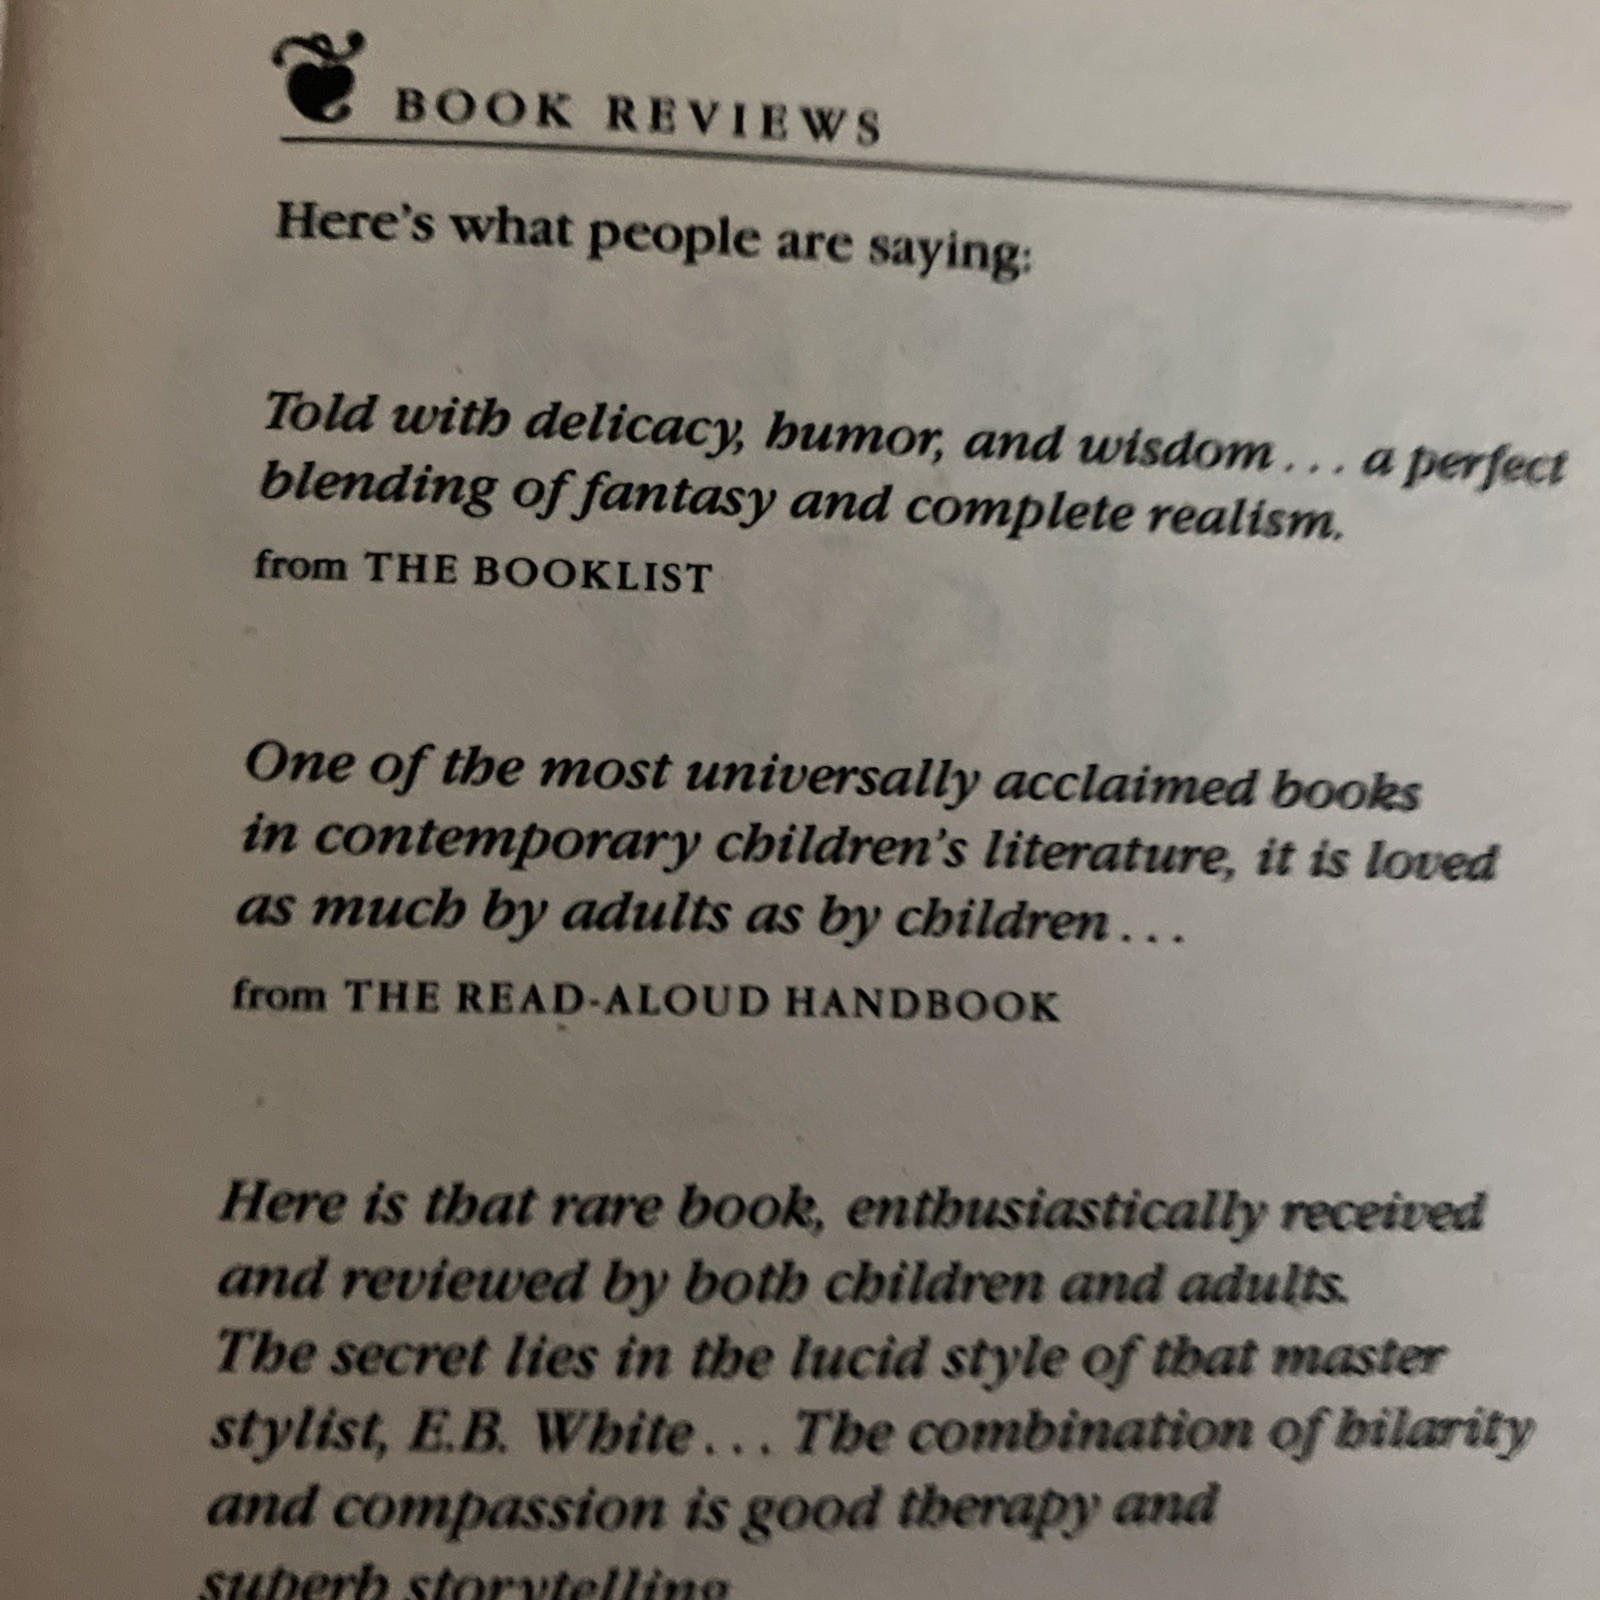 BOOK REVIEWS
Here's what people are saying:
Told with delicacy, humor, and wisdom... a perfect
blending of fantasy and complete realism.
from THE BOOKLIST
One of the most universally acclaimed books
in contemporary children's literature, it is loved
as much by adults as by children...
from THE READ-ALOUD HANDBOOK
Here is that rare book, enthusiastically received
and reviewed by both children and adults.
The secret lies in the lucid style of that master
stylist, E.B. White... The combination of hilarity
and compassion is good therapy and
superb storytelling